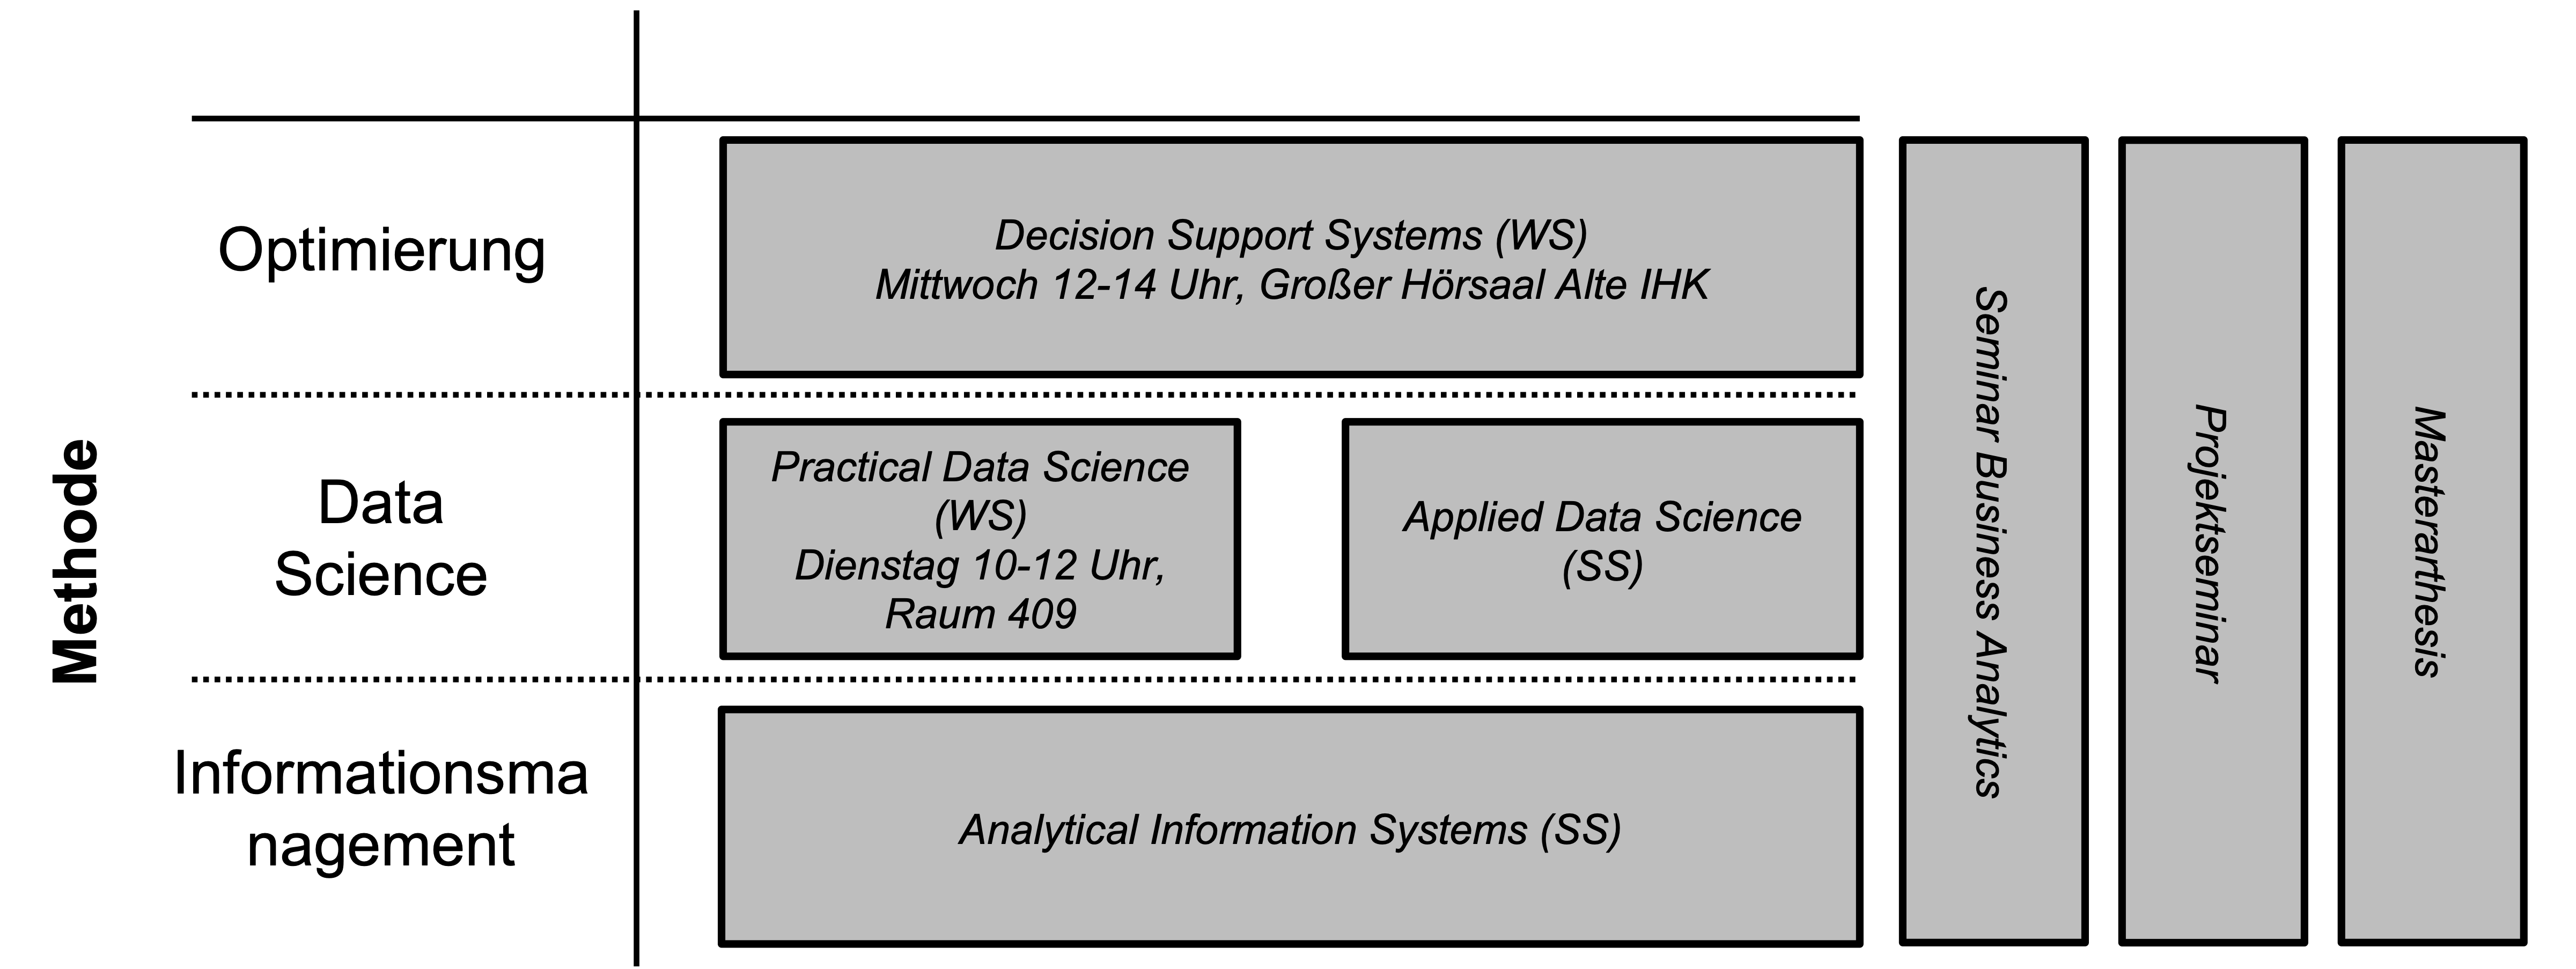 Methode
Optimierung
Decision Support Systems (WS)
Mittwoch 12-14 Uhr, Großer Hörsaal Alte IHK
Data
Science
Practical Data Science
(WS)
Dienstag 10-12 Uhr,
Raum 409
Applied Data Science
(SS)
Informationsma
nagement
Analytical Information Systems (SS)
Seminar Business Analytics
Projektseminar
Masterarthesis